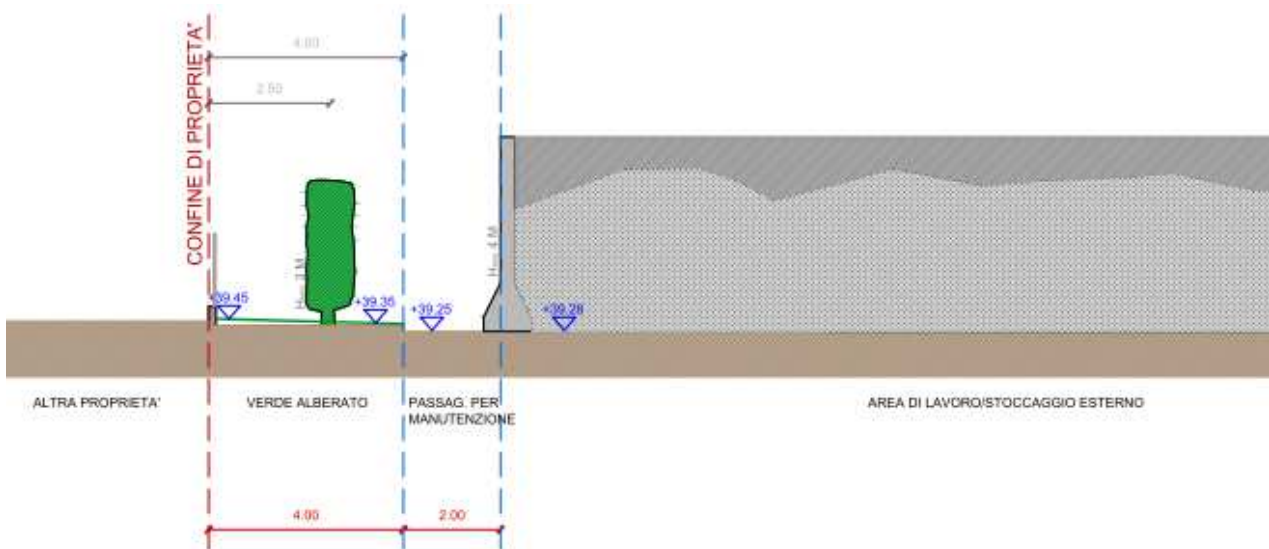 CONFINE DI PROPRIETA'
4.00
2.50
H= 4 M
+39.45
+39.35
+39.25
+39.28
ALTRA PROPRIETA'
VERDE ALBERATO
PASSAG. PER
MANUTENZIONE
AREA DI LAVORO/STOCCAGGIO ESTERNO
4.00
2.00